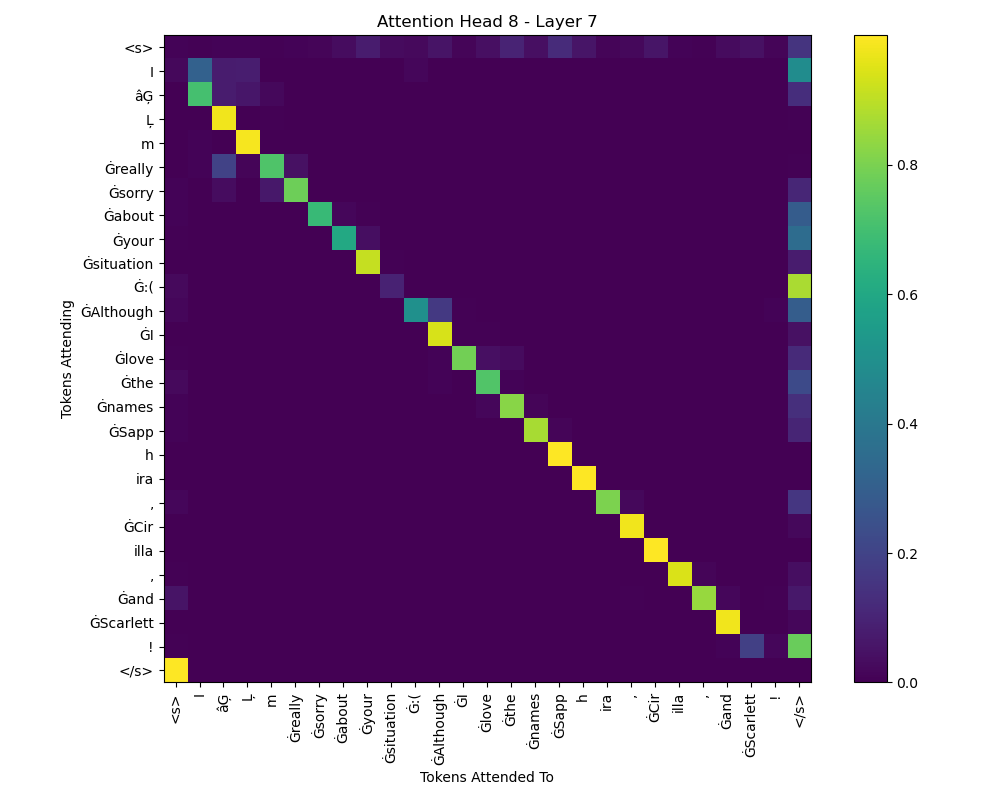 Attention Head 8 - Layer 7
Tokens Attending
<s>
I
âĢ
Ļ
m
Ġreally
Ġsorry
Ġabout
Ġyour
Ġsituation
Ġ:(
ĠAlthough
ĠI
Ġlove
Ġthe
Ġnames
ĠSapp
h
ira
,
ĠCir
illa
,
Ġand
ĠScarlett
!
</s>
<s>
I
âĢ
Ļ
m
Ġreally
Ġsorry
Ġabout
Ġyour
Ġsituation
Ġ:(
ĠAlthough
ĠI
Ġlove
Ġthe
Ġnames
ĠSapp
h
ira
,
ĠCir
illa
,
Ġand
ĠScarlett
!
</s>
Tokens Attended To
0.8
0.6
0.4
0.2
0.0